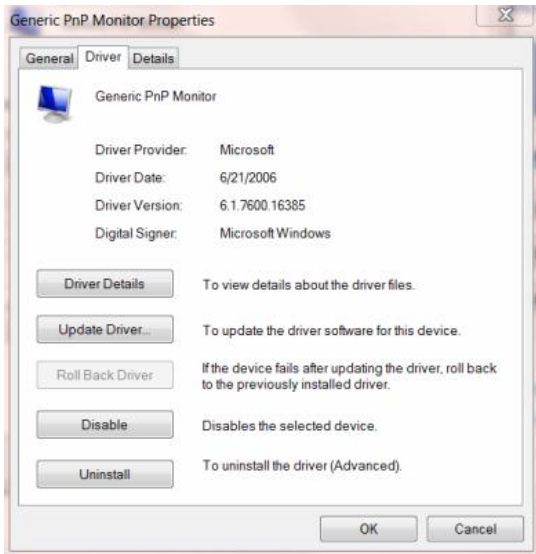 Generic PnP Monitor Properties
General Driver Details
Generic PnP Monitor
Driver Provider: Microsoft
Driver Date: 6/21/2006
Driver Version: 6.1.7600.16385
Digital Signer: Microsoft Windows
Driver Details To view details about the driver files.
Update Driver... To update the driver software for this device.
Roll Back Driver If the device fails after updating the driver, roll back
to the previously installed driver.
Disable Disables the selected device.
Uninstall To uninstall the driver (Advanced).
OK Cancel